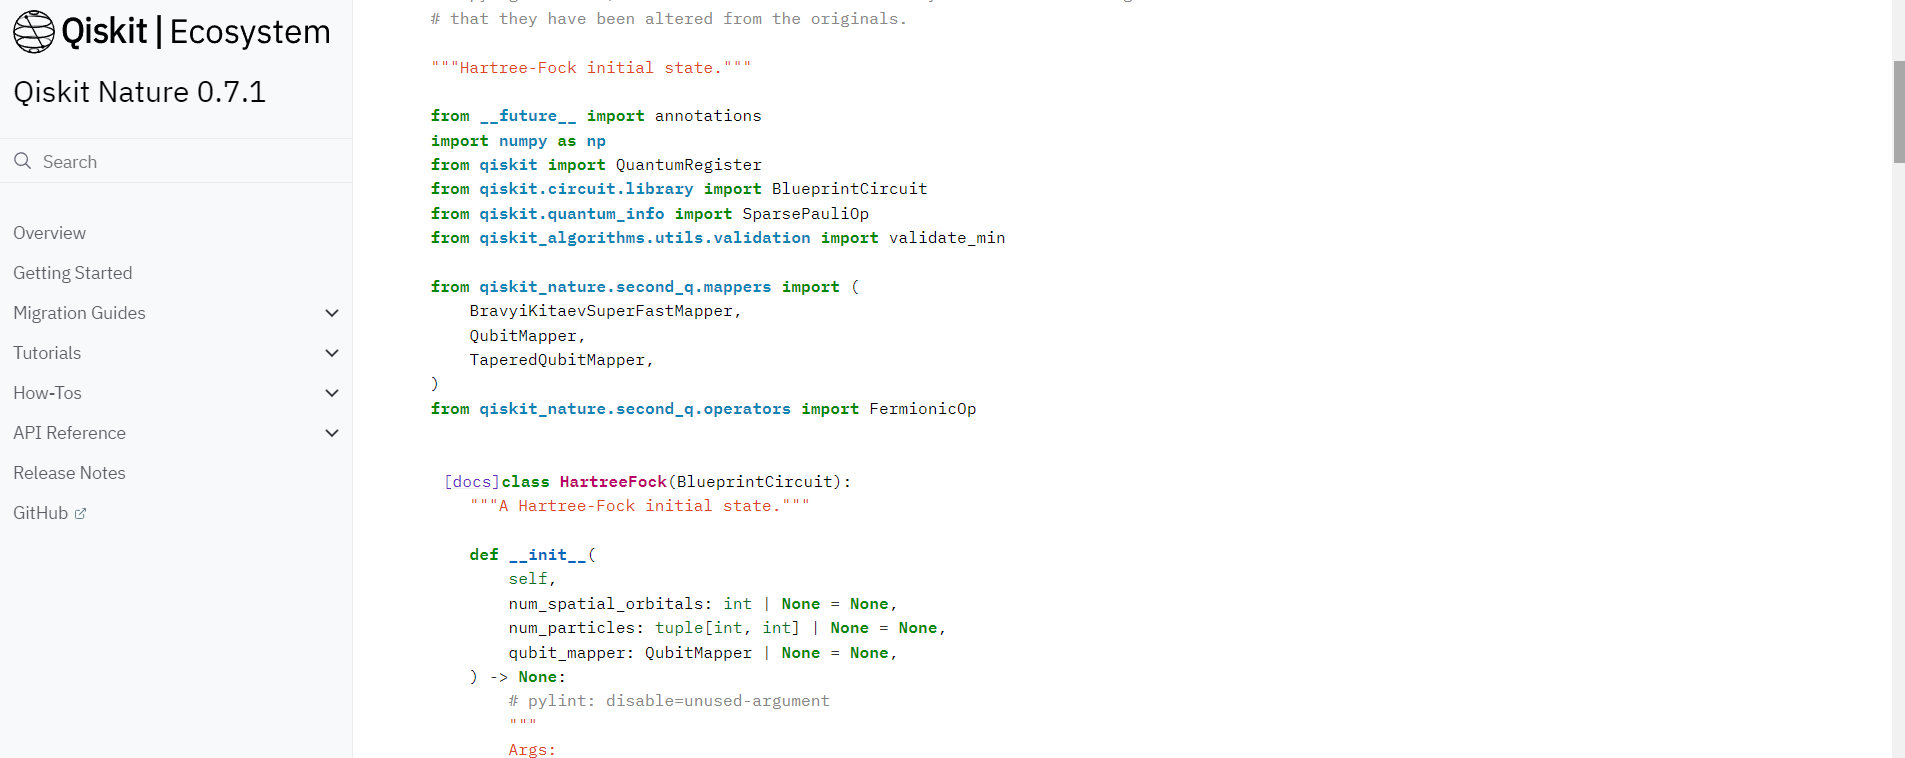 Qiskit | Ecosystem
Qiskit Nature 0.7.1
Search
Overview
Getting Started
Migration Guides
Tutorials
How-Tos
API Reference
Release Notes
GitHub
# that they have been altered from the originals.
"""Hartree-Fock initial state."""
from __future__ import annotations
import numpy as np
from qiskit import QuantumRegister
from qiskit.circuit.library import BlueprintCircuit
from qiskit.quantum_info import SparsePauliOp
from qiskit_algorithms.utils.validation import validate_min
from qiskit_nature.second_q.mappers import (
    BravyiKitaevSuperFastMapper,
    QubitMapper,
    TaperedQubitMapper,
)
from qiskit_nature.second_q.operators import FermionicOp
[docs]class HartreeFock(BlueprintCircuit):
    """A Hartree-Fock initial state."""
    def __init__(
        self,
        num_spatial_orbitals: int | None = None,
        num_particles: tuple[int, int] | None = None,
        qubit_mapper: QubitMapper | None = None,
    ) -> None:
        # pylint: disable=unused-argument
        """
        Args: